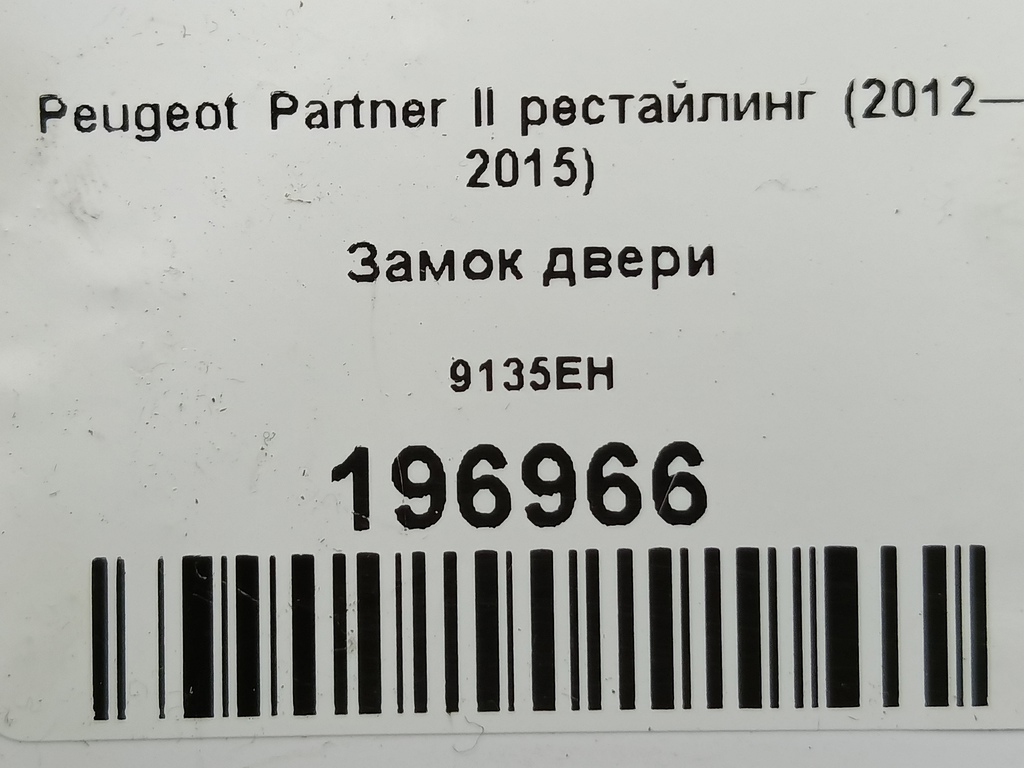 Peugeot Partner II рестайлинг (2012—
2015)
Замок двери
9135EH
196966